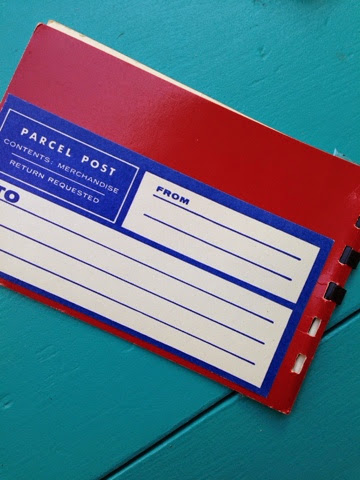 PARCEL POST
CONTENTS: MERCHANDISE
RETURN REQUESTED
FROM
TO